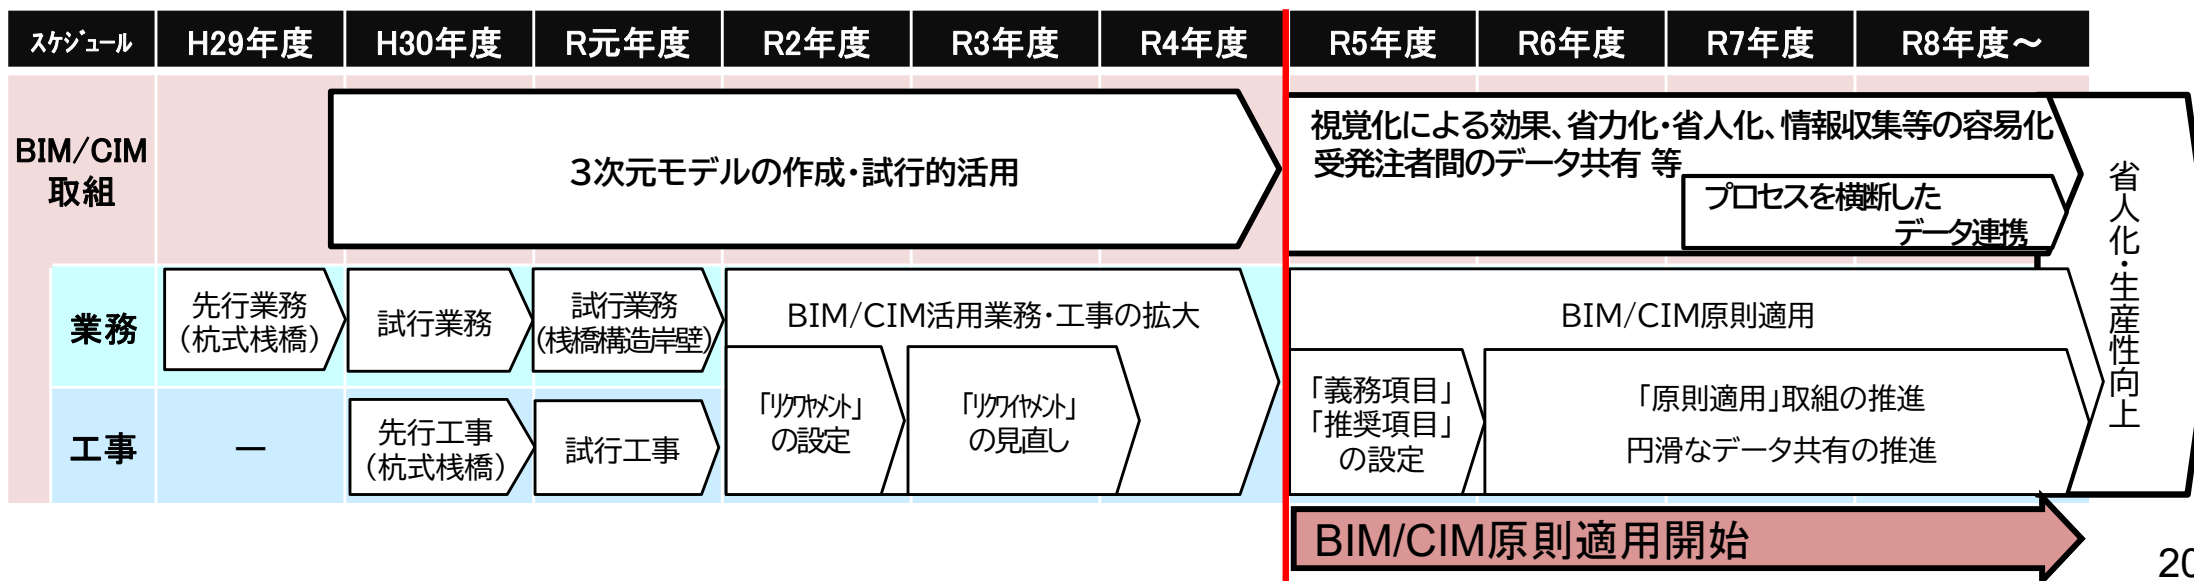 スケジュール H29年度 H30年度 R元年度 R2年度 R3年度 R4年度 R5年度 R6年度 R7年度 R8年度～
BIM/CIM
取組
3次元モデルの作成・試行的活用
視覚化による効果、省力化・省人化、情報収集等の容易化
受発注者間のデータ共有 等
プロセスを横断した
データ連携
省人化・生産性向上
業務
先行業務
（杭式桟橋）
試行業務
試行業務
（桟橋構造岸壁）
BIM/CIM活用業務・工事の拡大
BIM/CIM原則適用
工事
―
先行工事
（杭式桟橋）
試行工事
「リクワヤメント」
の設定
「リクワイヤメント」
の見直し
「義務項目」
「推奨項目」
の設定
「原則適用」取組の推進
円滑なデータ共有の推進
BIM/CIM原則適用開始
20